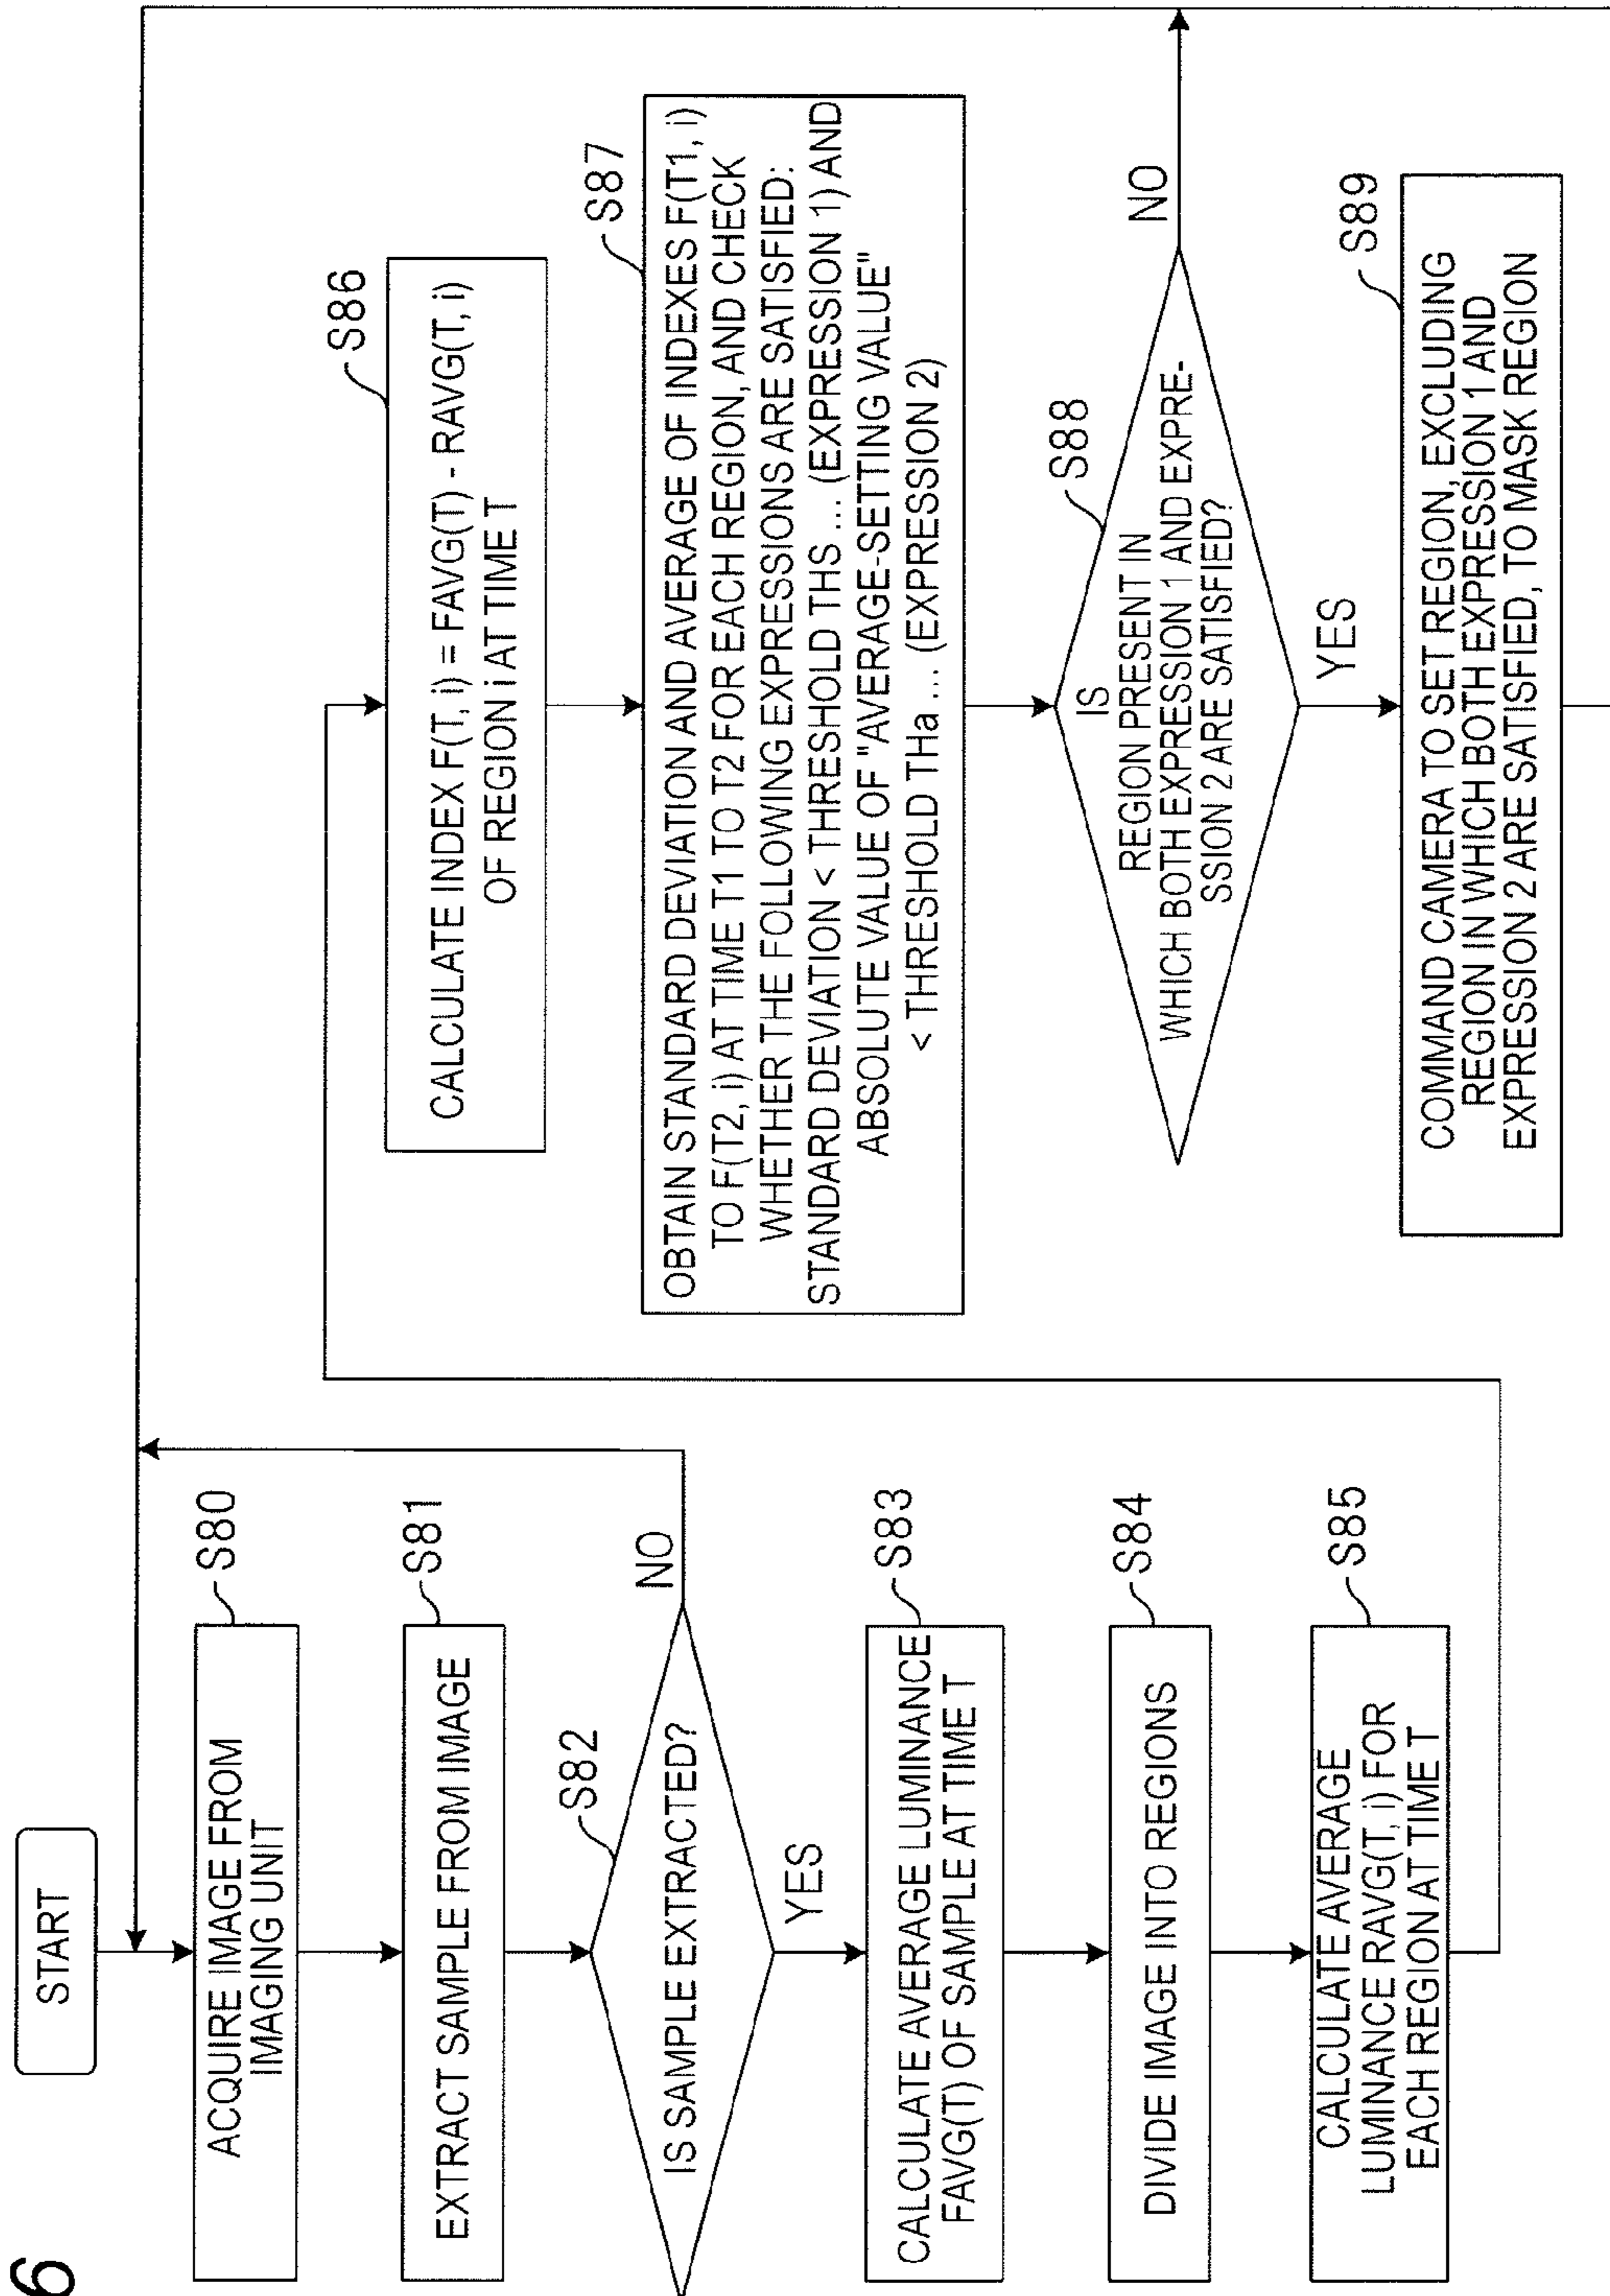 6
START
ACQUIRE IMAGE FROM
IMAGING UNIT
S80
EXTRACT SAMPLE FROM IMAGE
S81
IS SAMPLE EXTRACTED?
S82
NO
YES
CALCULATE AVERAGE LUMINANCE
FAVG(T) OF SAMPLE AT TIME T
S83
DIVIDE IMAGE INTO REGIONS
S84
CALCULATE AVERAGE
LUMINANCE RAVG(T, i) FOR
EACH REGION AT TIME T
S85
CALCULATE INDEX F(T, i) = FAVG(T) - RAVG(T, i)
OF REGION i AT TIME T
S86
OBTAIN STANDARD DEVIATION AND AVERAGE OF INDEXES F(T1, i)
TO F(T2, i) AT TIME T1 TO T2 FOR EACH REGION, AND CHECK
WHETHER THE FOLLOWING EXPRESSIONS ARE SATISFIED:
STANDARD DEVIATION < THRESHOLD THS ... (EXPRESSION 1) AND
ABSOLUTE VALUE OF "AVERAGE-SETTING VALUE"
< THRESHOLD THa ... (EXPRESSION 2)
S87
IS
REGION PRESENT IN
WHICH BOTH EXPRESSION 1 AND EXPRE-
SSION 2 ARE SATISFIED?
S88
NO
YES
COMMAND CAMERA TO SET REGION, EXCLUDING
REGION IN WHICH BOTH EXPRESSION 1 AND
EXPRESSION 2 ARE SATISFIED, TO MASK REGION
S89